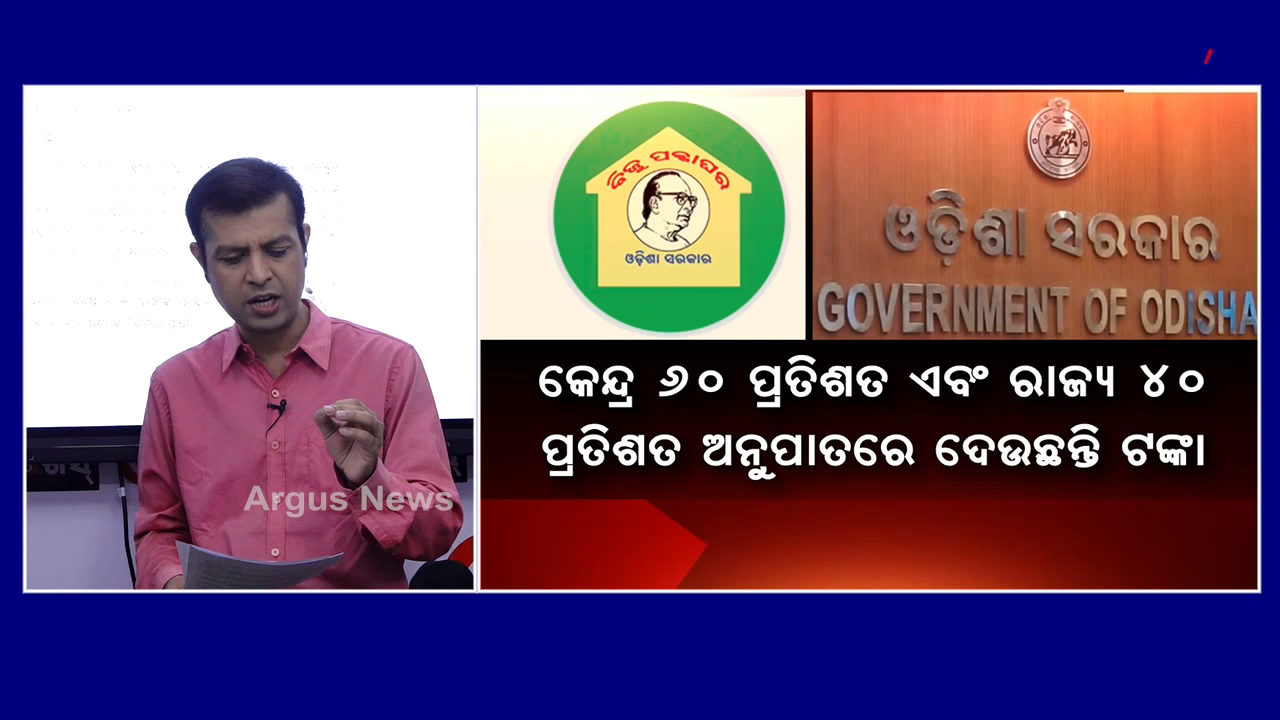 ବିଜୁ ପକ୍କାଘର
ଓଡ଼ିଶା ସରକାର
ଓଡ଼ିଶା ସରକାର
GOVERNMENT OF ODISHA
କେନ୍ଦ୍ର ୬୦ ପ୍ରତିଶତ ଏବଂ ରାଜ୍ୟ ୪୦
ପ୍ରତିଶତ ଅନୁପାତରେ ଦେଉଛନ୍ତି ଟଙ୍କା
Argus News